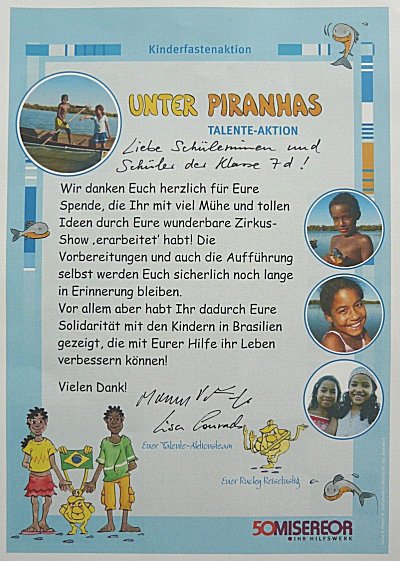 Kinderfastenaktion
UNTER PIRANHAS
TALENTE-AKTION
Liebe Schülerinnen und
Schüler der Klasse 7d!
Wir danken Euch herzlich für Eure
Spende, die Ihr mit viel Mühe und tollen
Ideen durch Eure wunderbare Zirkus-
Show ‚erarbeitet' habt! Die
Vorbereitungen und auch die Aufführung
selbst werden Euch sicherlich noch lange
in Erinnerung bleiben.
Vor allem aber habt Ihr dadurch Eure
Solidarität mit den Kindern in Brasilien
gezeigt, die mit Eurer Hilfe ihr Leben
verbessern können!
Vielen Dank!
Lisa
Euer Talente-Aktionsteam
Euer Rucky Reiselustig
50MISEREOR
IHR HILFSWERK